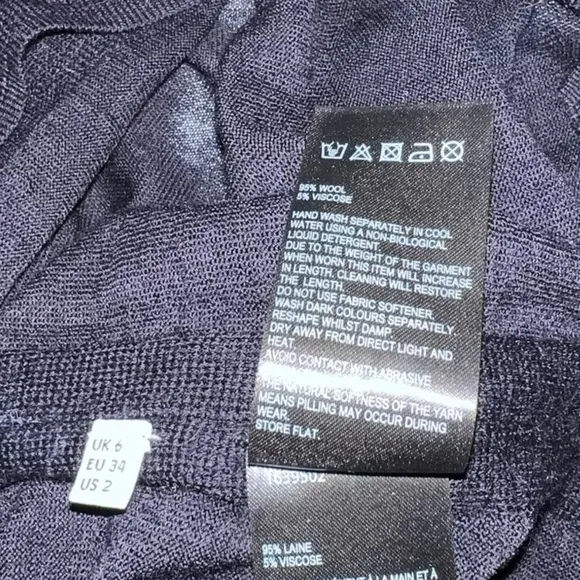 95% WOOL
5% VISCOSE
HAND WASH SEPARATELY IN COOL
WATER USING A NON-BIOLOGICAL
LIQUID DETERGENT
DUE TO THE WEIGHT OF THE GARMENT
WHEN WORN THIS ITEM WILL INCREASE
IN LENGTH. CLEANING WILL RESTORE
THE LENGTH.
DO NOT USE FABRIC SOFTENER.
WASH DARK COLOURS SEPARATELY
RESHAPE WHILST DAMP
DRY AWAY FROM DIRECT LIGHT AND
HEAT.
AVOID CONTACT WITH ABRASIVE
THE NATURAL SOFTNESS OF THE YARN
MEANS PILLING MAY OCCUR DURING
WEAR.
STORE FLAT.
UK 6
EU 34
US 2
1639502
95% LAINE
5% VISCOSE
À LA MAIN ET À